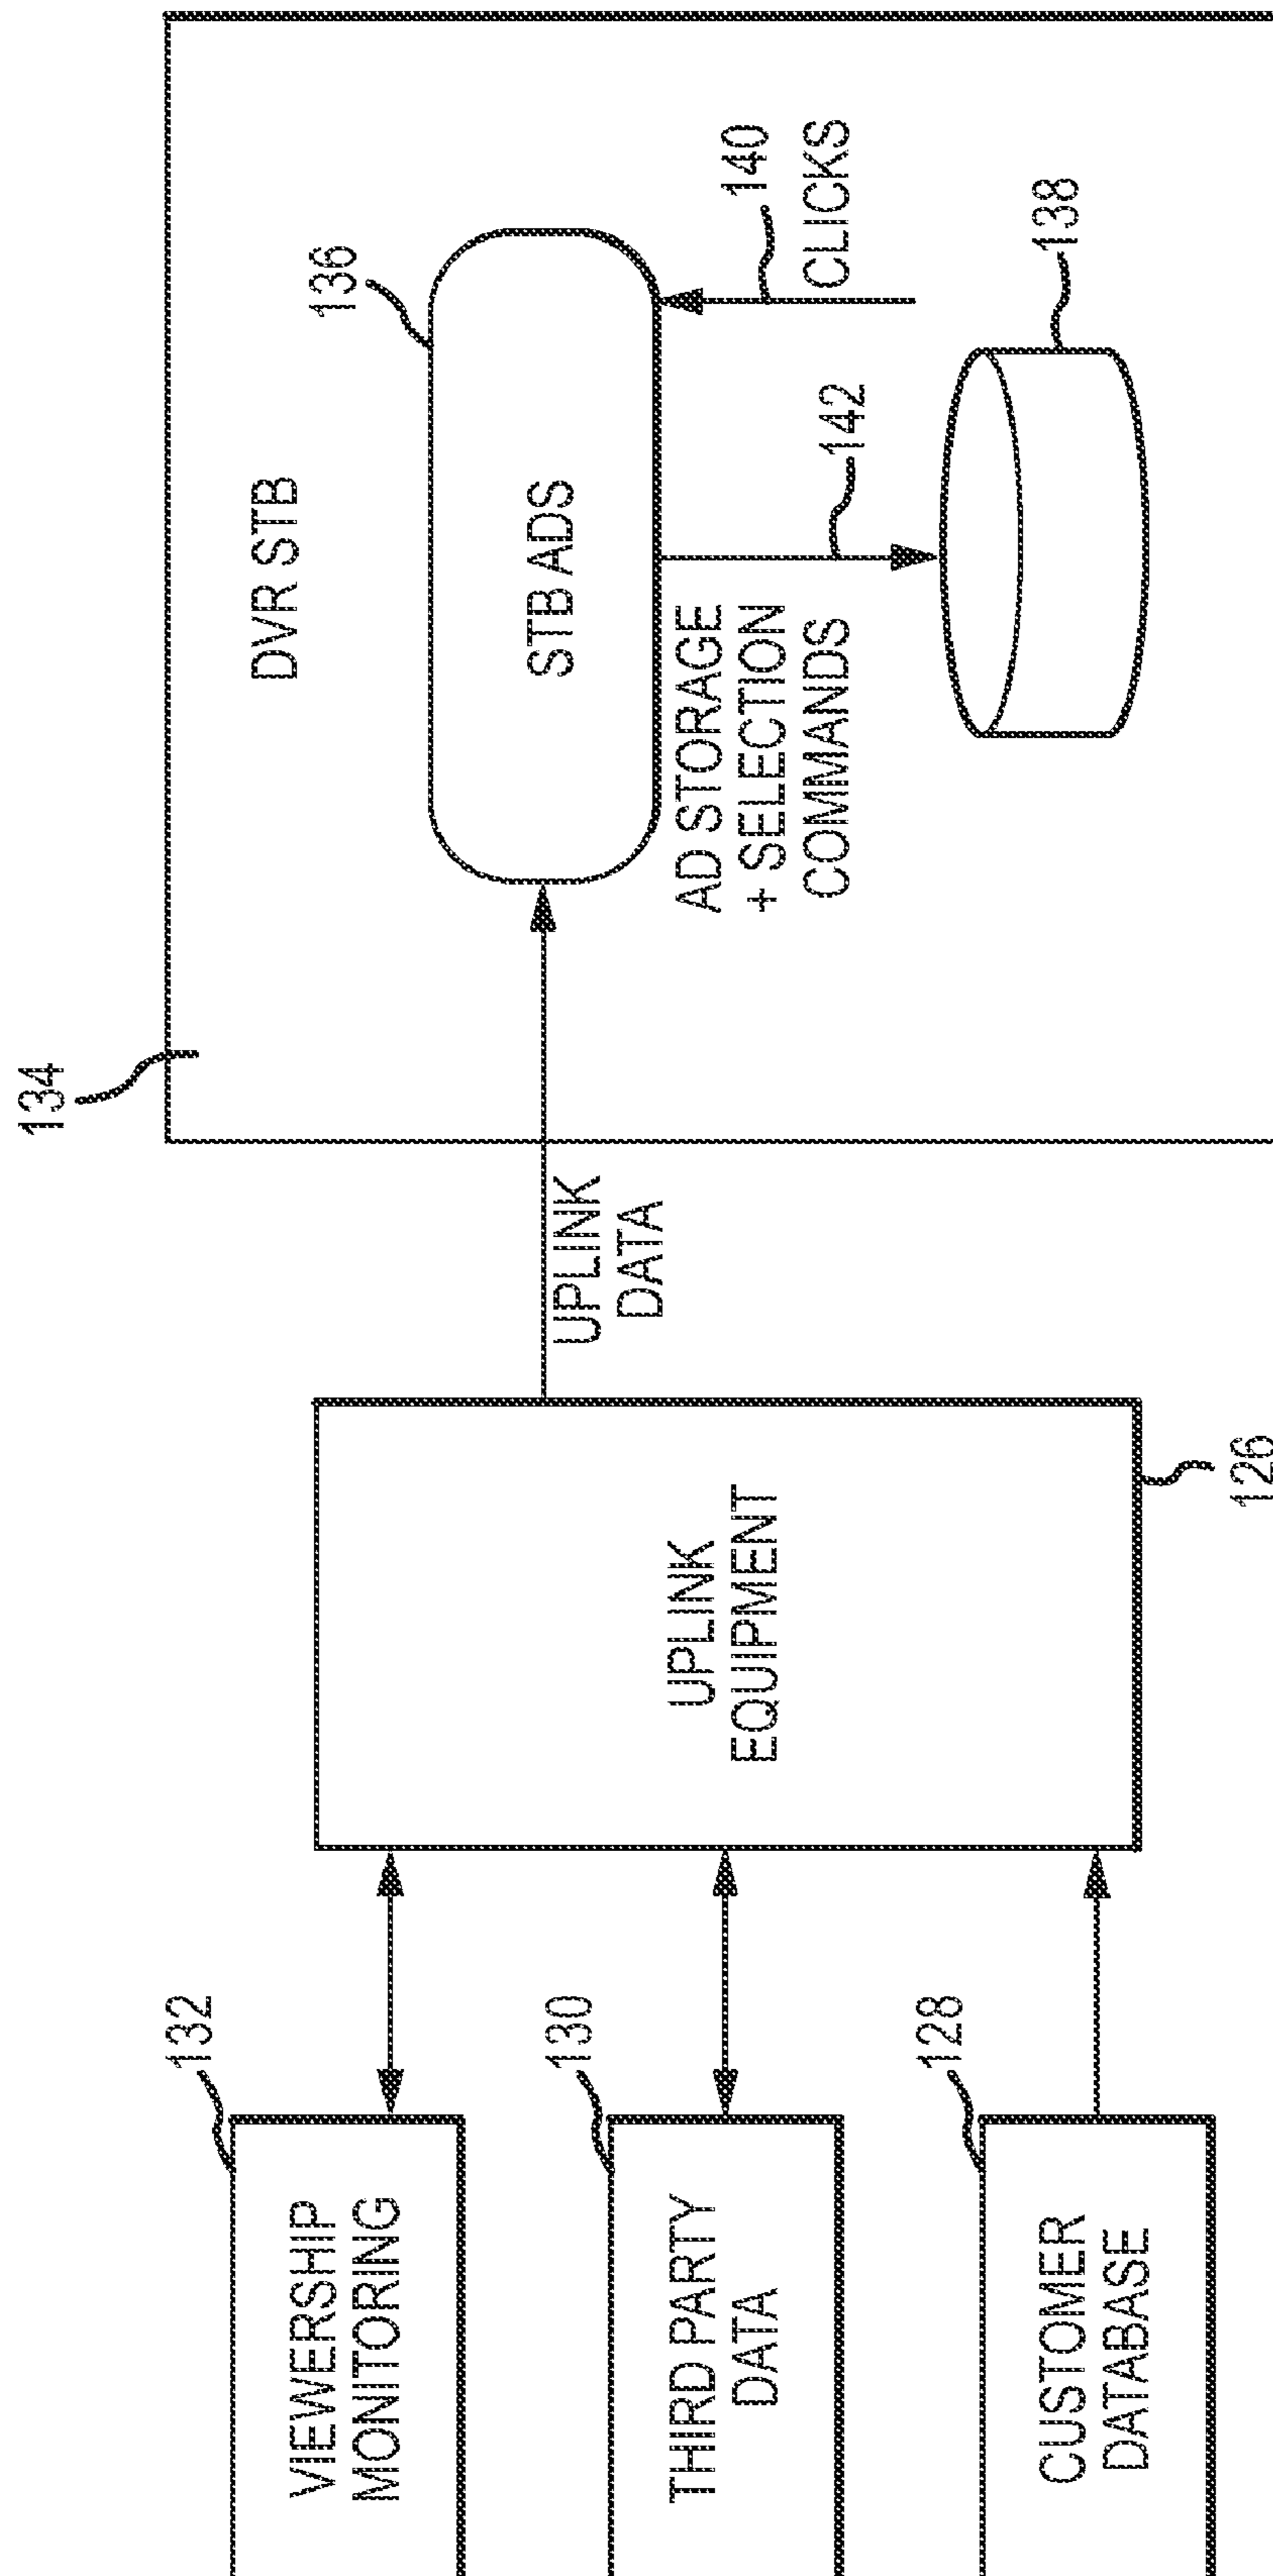 134
DVR STB
136
STB ADS
140
CLICKS
AD STORAGE
+ SELECTION
COMMANDS
142
138
UPLINK
DATA
UPLINK
EQUIPMENT
126
132
VIEWERSHIP
MONITORING
130
THIRD PARTY
DATA
128
CUSTOMER
DATABASE